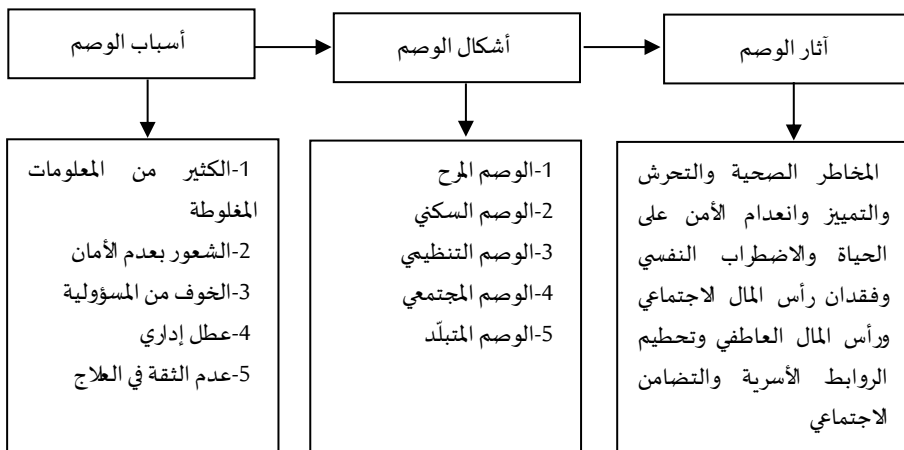 أسباب الوصم
أشكال الوصم
آثار الوصم
1-الكثير من المعلومات
المغلوطة
2-الشعور بعدم الأمان
3-الخوف من المسؤولية
4-عطل إداري
5-عدم الثقة في العلاج
1-الوصم المرح
2-الوصم السكني
3-الوصم التنظيمي
4-الوصم المجتمعي
5-الوصم المتبلّد
المخاطر الصحية والتحرش
والتمييز وانعدام الأمن على
الحياة والاضطراب النفسي
وفقدان رأس المال الاجتماعي
ورأس المال العاطفي وتحطيم
الروابط الأسرية والتضامن
الاجتماعي